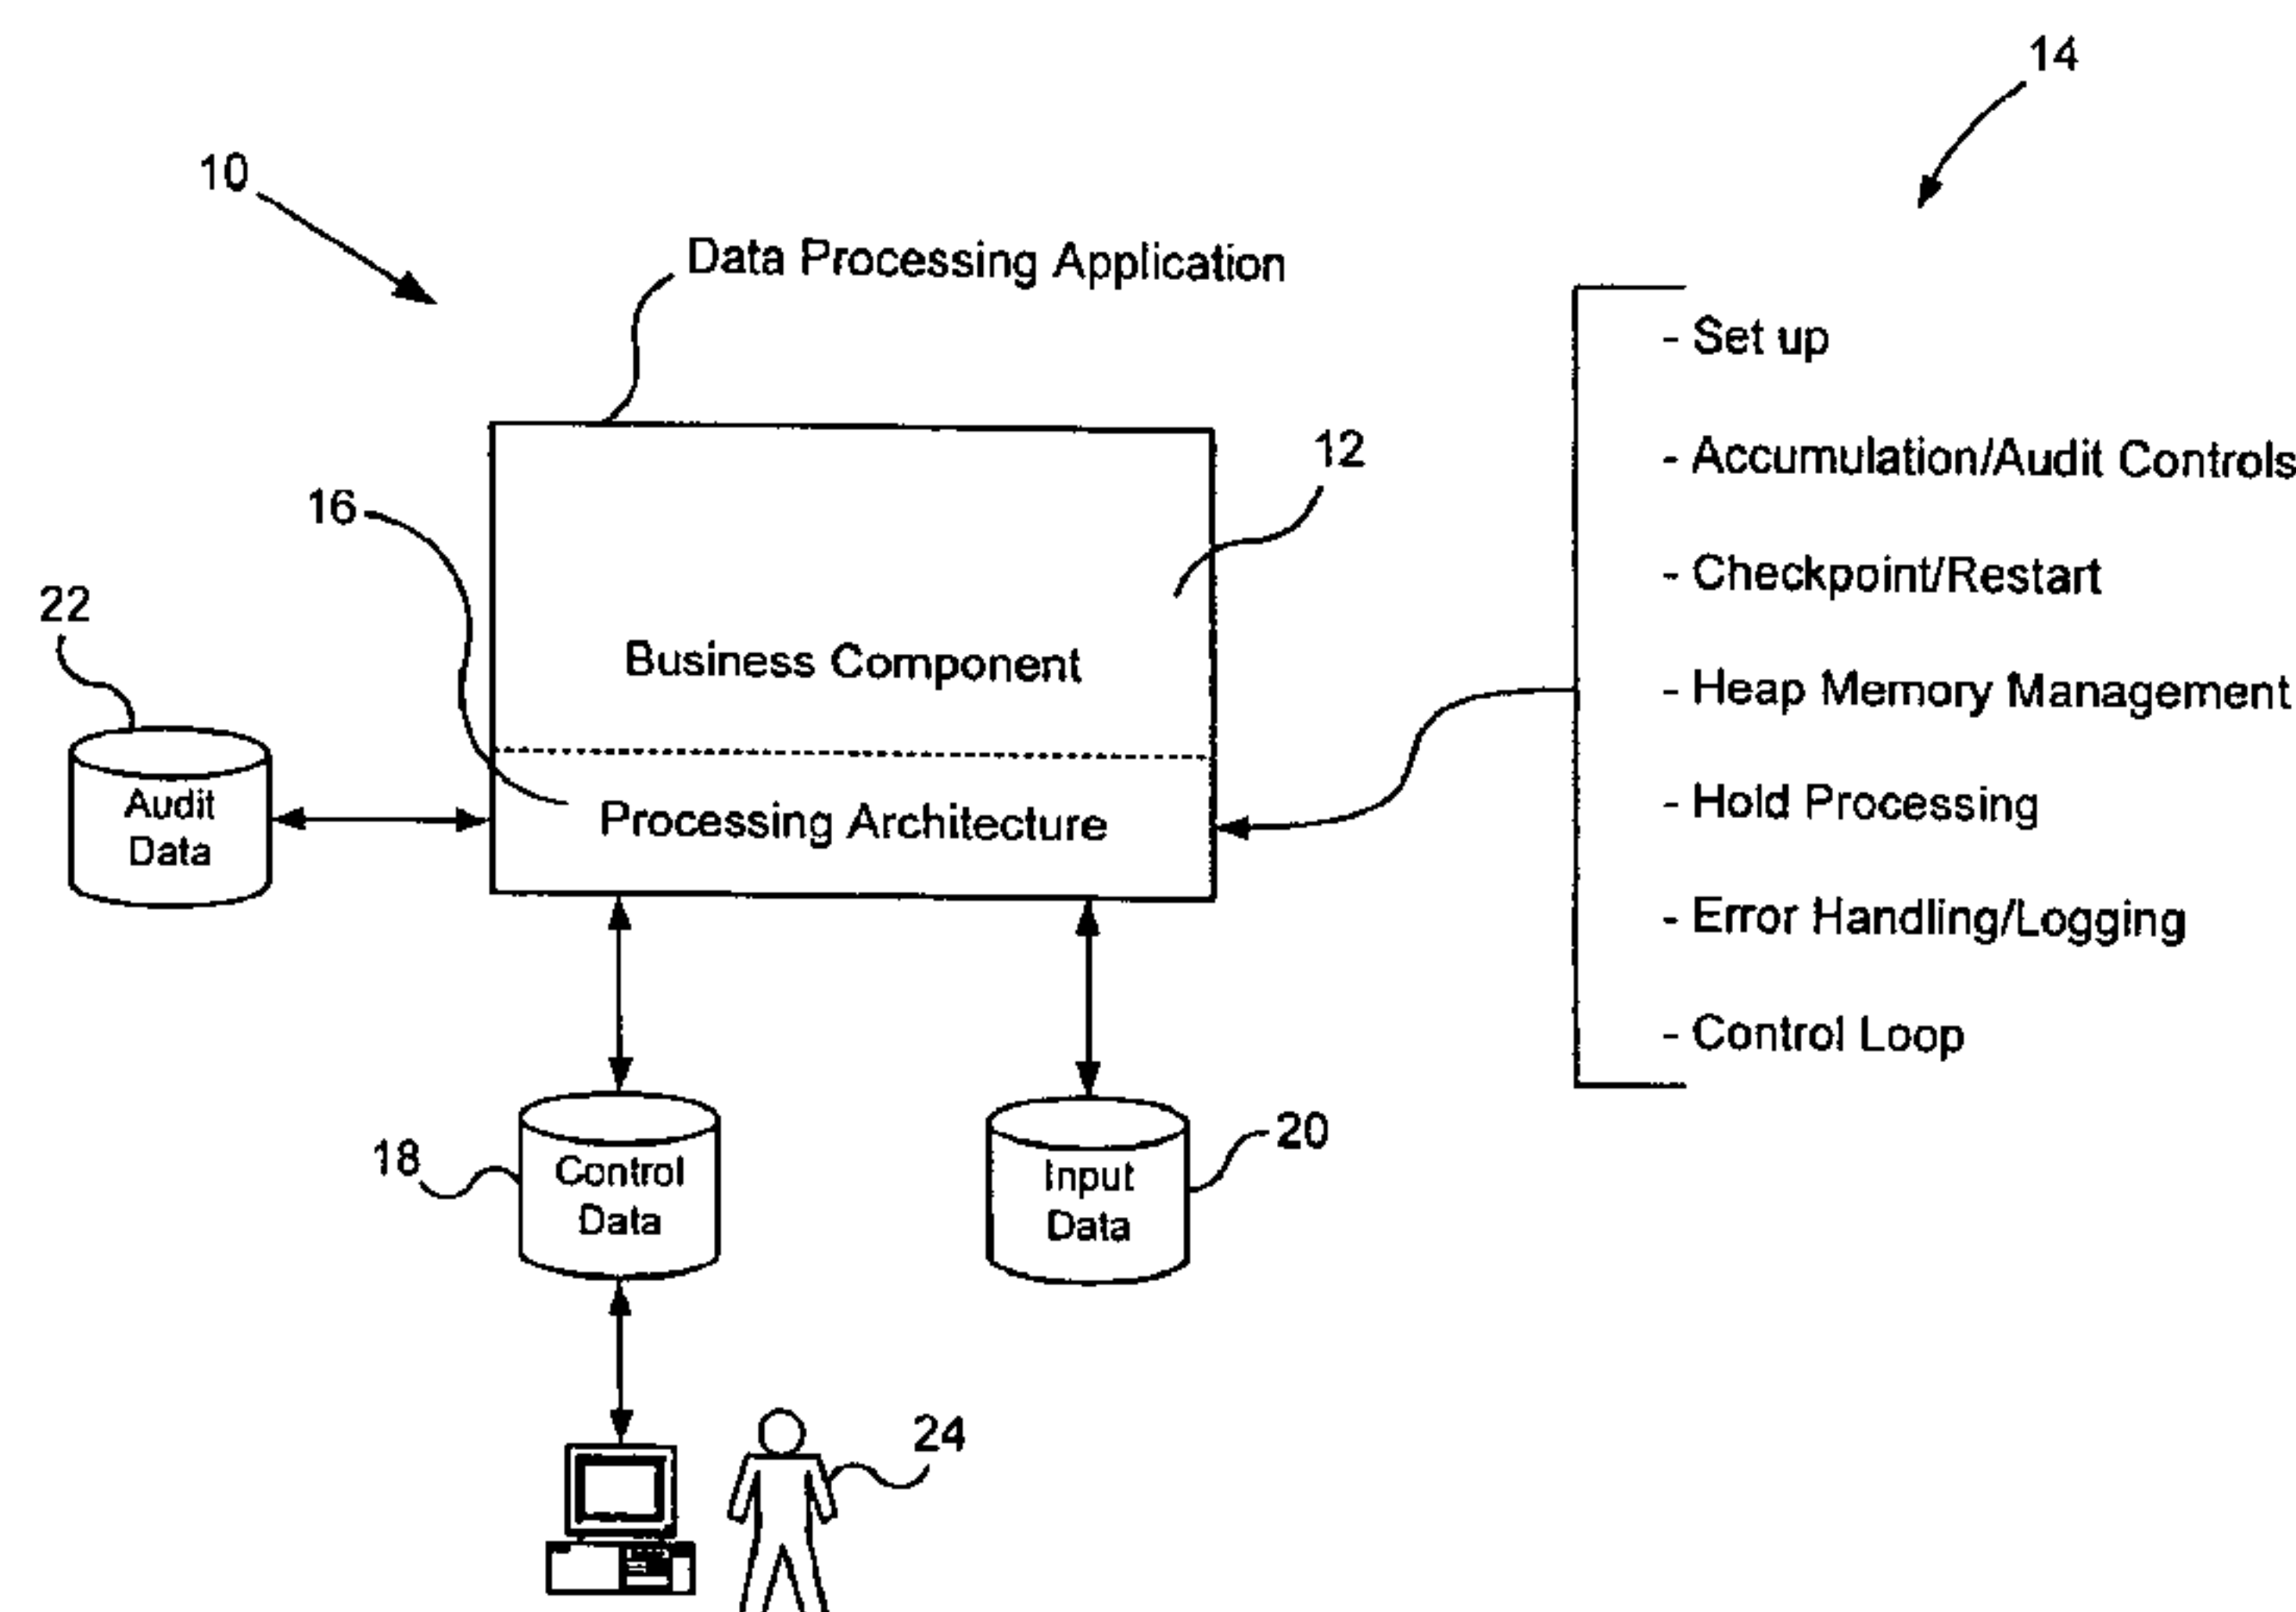 14
10
Data Processing Application
- Set up
12
- Accumulation/Audit Controls
16
- Checkpoint/Restart
22
Business Component
- Heap Memory Management
Audit
Data
Processing Architecture
- Hold Processing
- Error Handling/Logging
- Control Loop
18
Control
Data
Input
Data
20
24